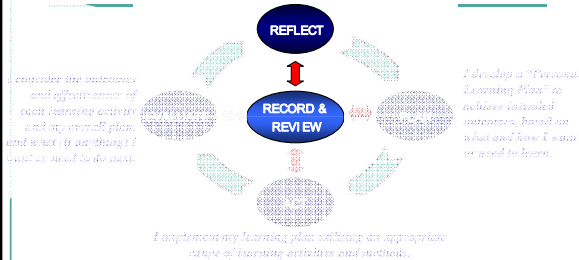 REFLECT
I consider the outcomes
and effectiveness of
each learning activity
and my overall plan,
and what (if anything) I
want or need to do next.
RECORD &
REVIEW
I develop a "Personal
Learning Plan" to
achieve intended
outcomes, based on
what and how I want
or need to learn.
I implement my learning plan utilising an appropriate
range of learning activities and methods.